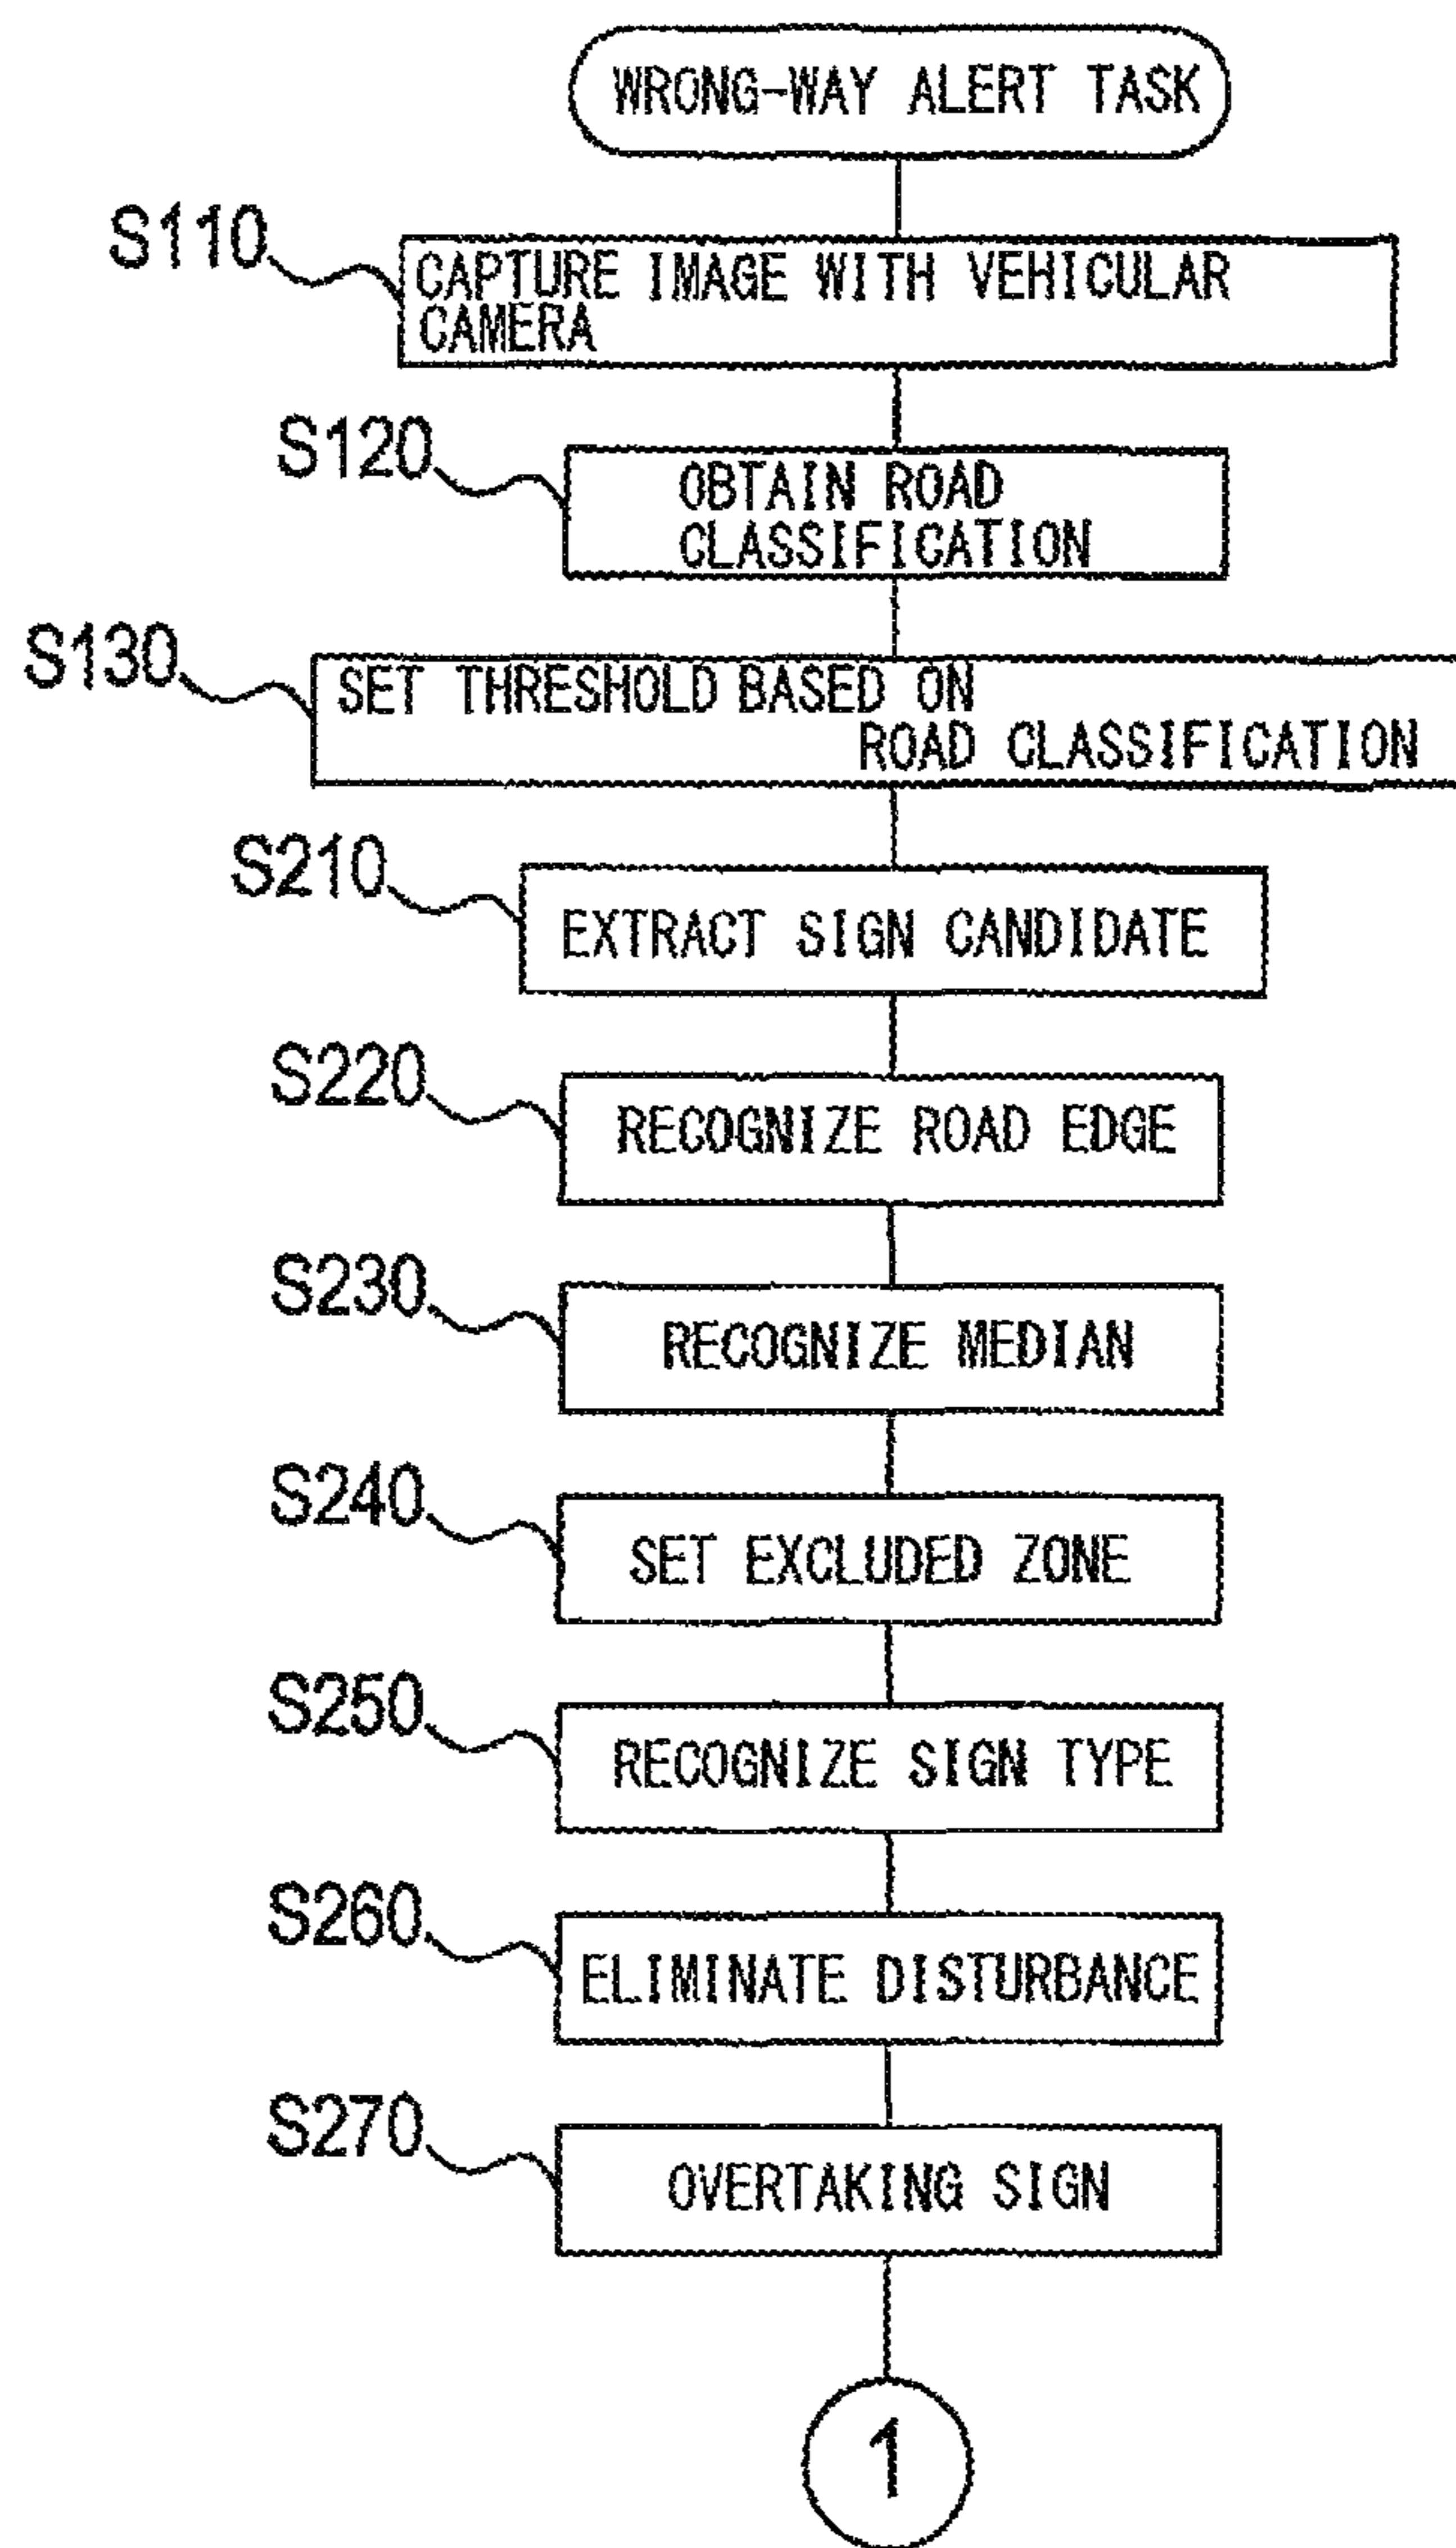 WRONG-WAY ALERT TASK
S110
CAPTURE IMAGE WITH VEHICULAR
CAMERA
S120
OBTAIN ROAD
CLASSIFICATION
S130
SET THRESHOLD BASED ON
ROAD CLASSIFICATION
S210
EXTRACT SIGN CANDIDATE
S220
RECOGNIZE ROAD EDGE
S230
RECOGNIZE MEDIAN
S240
SET EXCLUDED ZONE
S250
RECOGNIZE SIGN TYPE
S260
ELIMINATE DISTURBANCE
S270
OVERTAKING SIGN
1